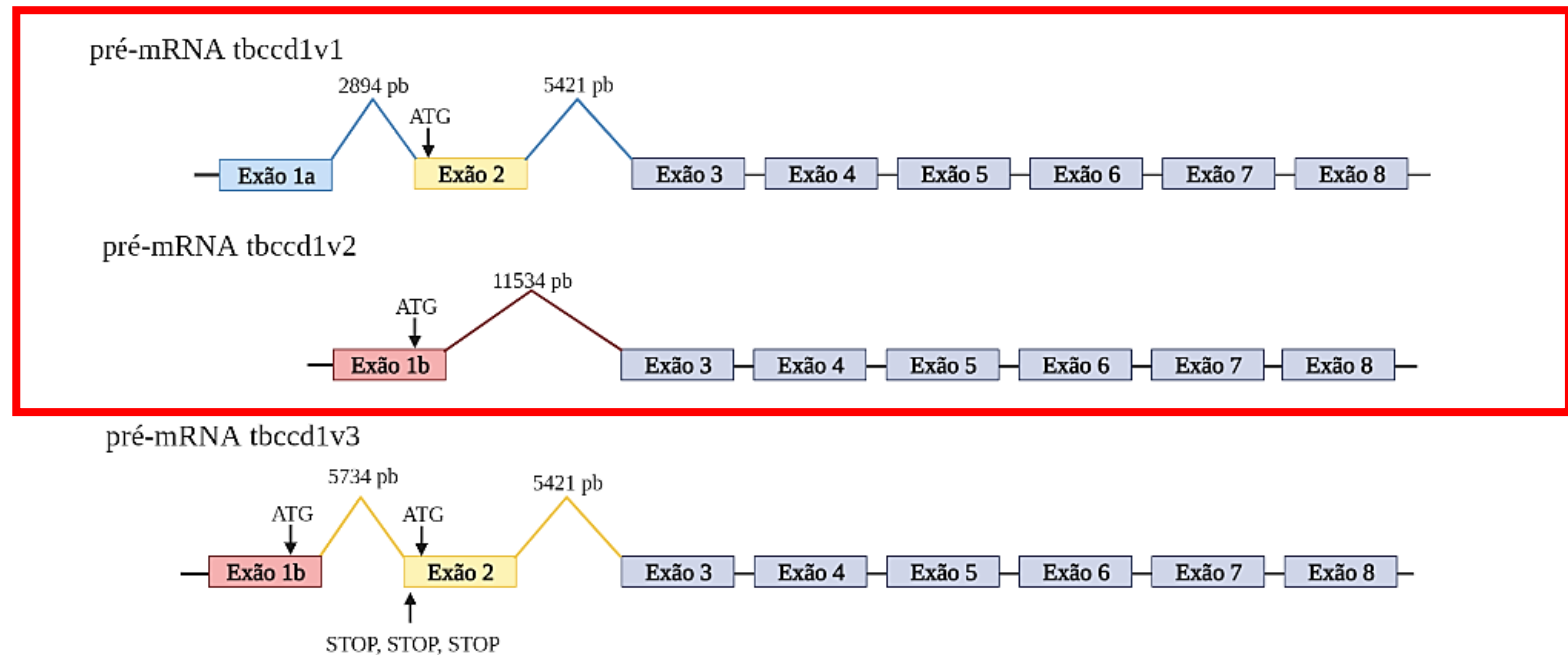 pré-mRNA tbccd1v1
2894 pb 5421 pb
ATG
Exão 1a Exão 2 Exão 3 Exão 4 Exão 5 Exão 6 Exão 7 Exão 8
pré-mRNA tbccd1v2
11534 pb
ATG
Exão 1b Exão 3 Exão 4 Exão 5 Exão 6 Exão 7 Exão 8
pré-mRNA tbccd1v3
5734 pb 5421 pb
ATG ATG
Exão 1b Exão 2 Exão 3 Exão 4 Exão 5 Exão 6 Exão 7 Exão 8
STOP, STOP, STOP